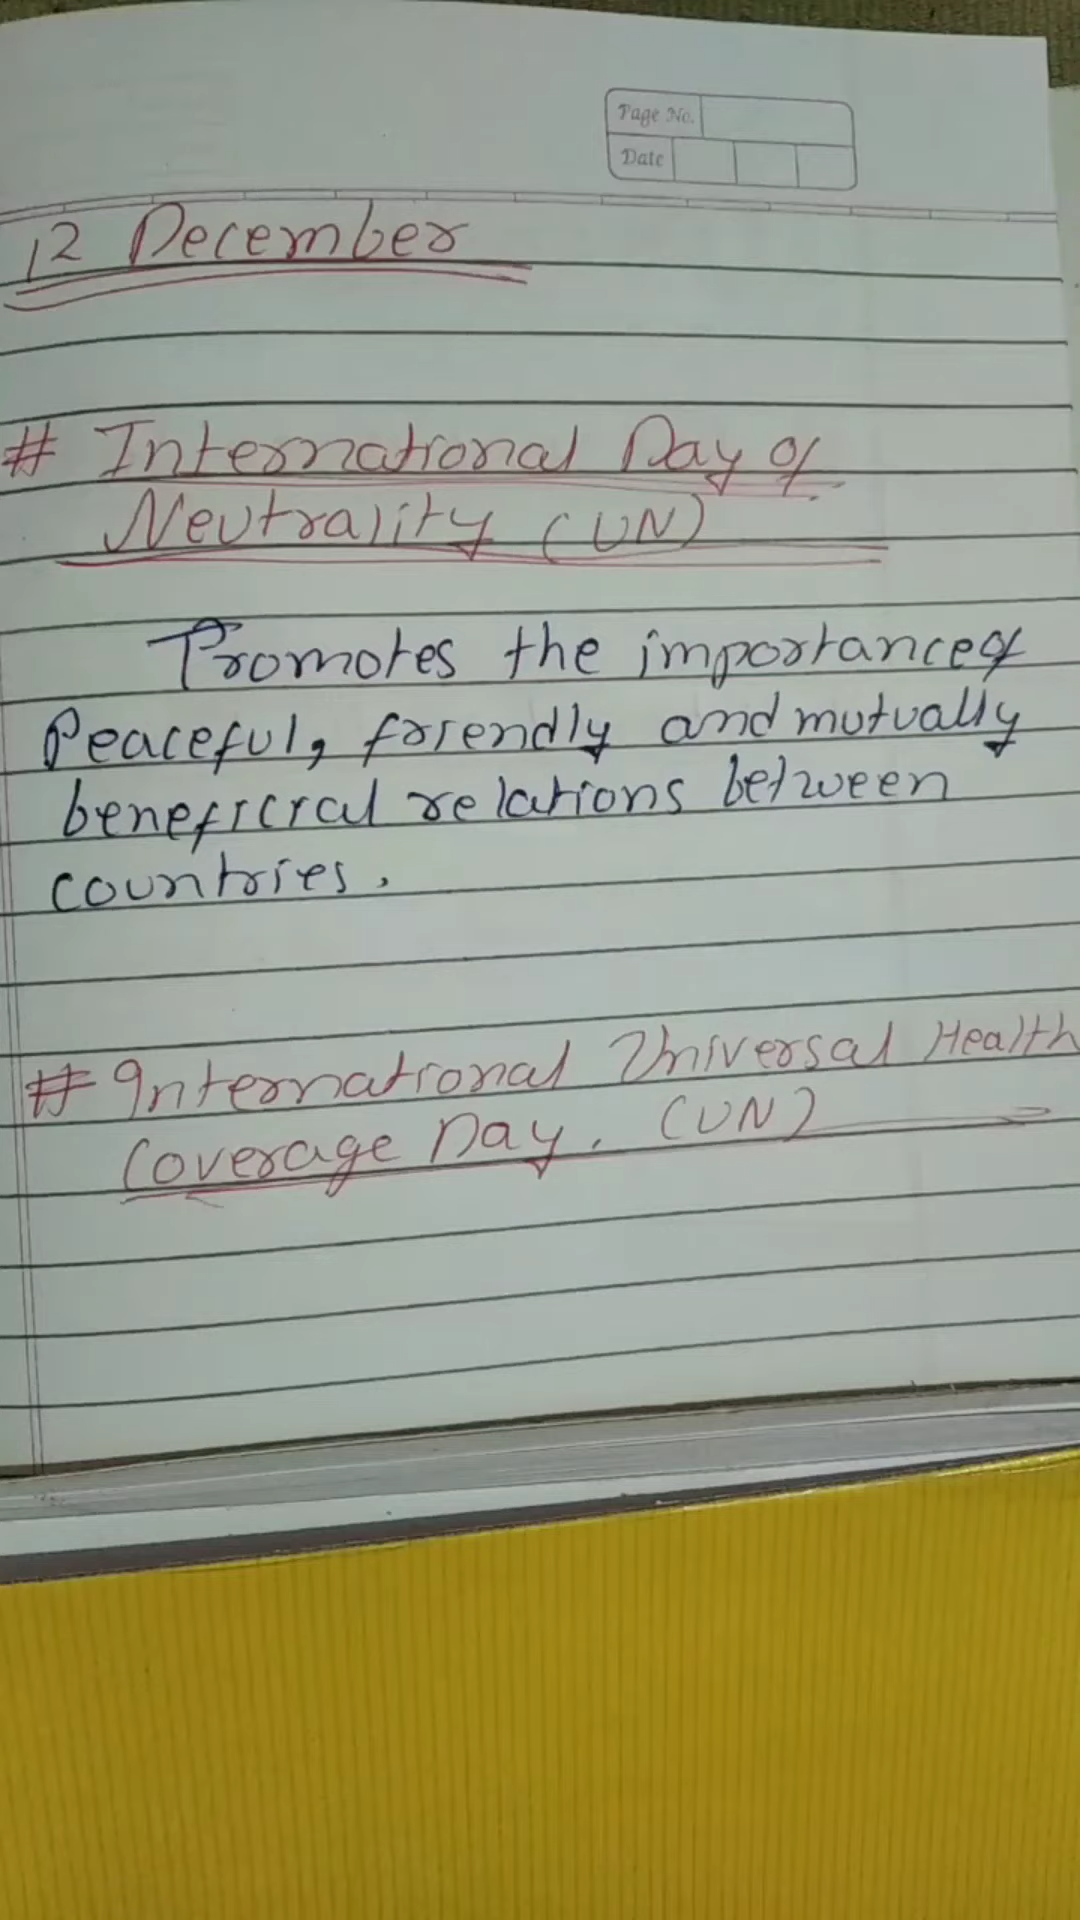 Page No.
Date
12 December
# International Day of
Neutrality (UN)
Promotes the importance of
Peaceful, friendly and mutually
beneficial relations between
countries.
# International Universal Health
Coverage Day. (UN)